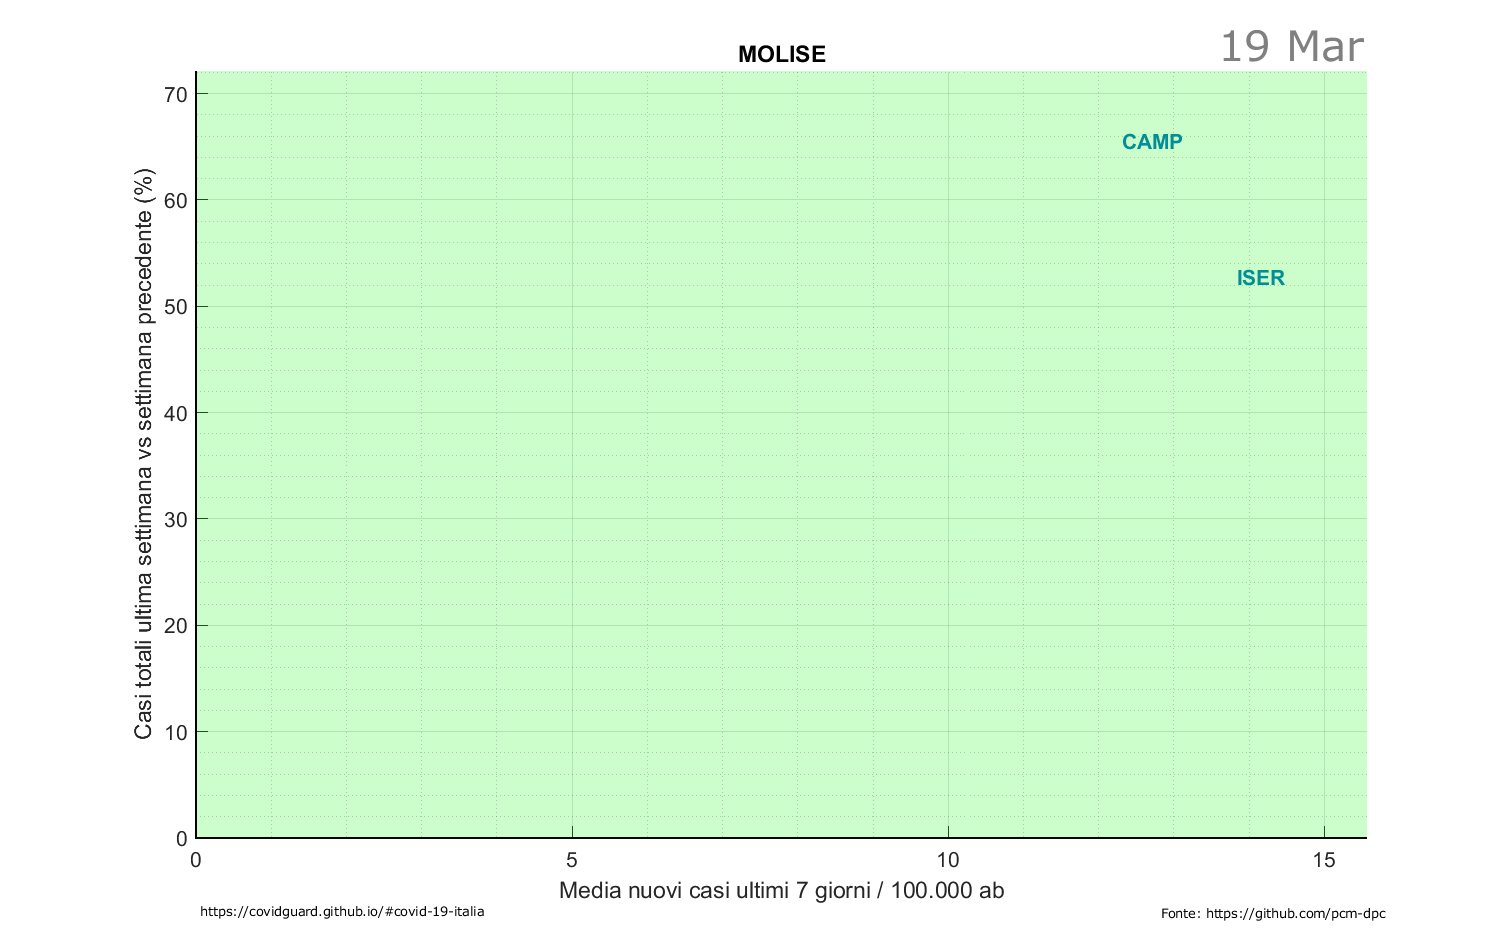 19 Mar
MOLISE
70
60
50
40
30
20
10
0
Casi totali ultima settimana vs settimana precedente (%)
CAMP
ISER
0
5
10
15
Media nuovi casi ultimi 7 giorni / 100.000 ab
https://covidguard.github.io/#covid-19-italia
Fonte: https://github.com/pcm-dpc